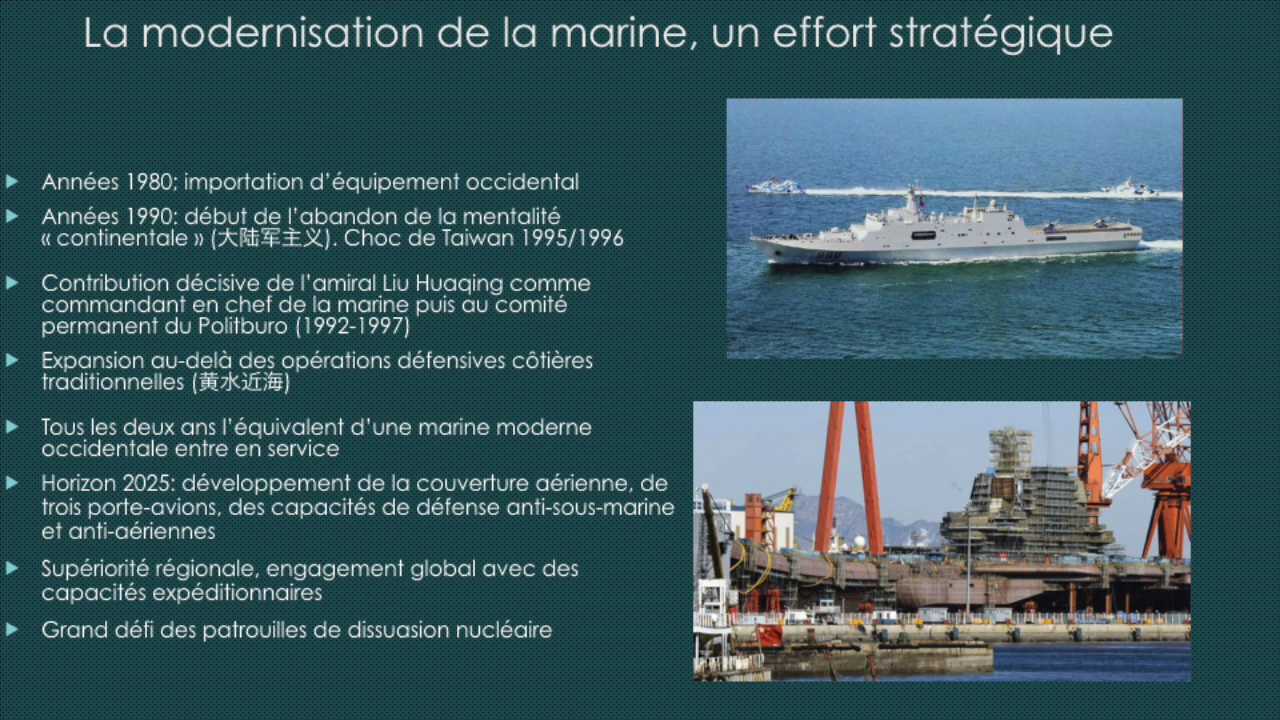 La modernisation de la marine, un effort stratégique
Années 1980; importation d'équipement occidental
Années 1990: début de l'abandon de la mentalité
« continentale » (大陆军主义). Choc de Taiwan 1995/1996
Contribution décisive de l'amiral Liu Huaqing comme
commandant en chef de la marine puis au comité
permanent du Politburo (1992-1997)
Expansion au-delà des opérations défensives côtières
traditionnelles (黄水近海)
Tous les deux ans l'équivalent d'une marine moderne
occidentale entre en service
Horizon 2025: développement de la couverture aérienne, de
trois porte-avions, des capacités de défense anti-sous-marine
et anti-aériennes
Supériorité régionale, engagement global avec des
capacités expéditionnaires
Grand défi des patrouilles de dissuasion nucléaire